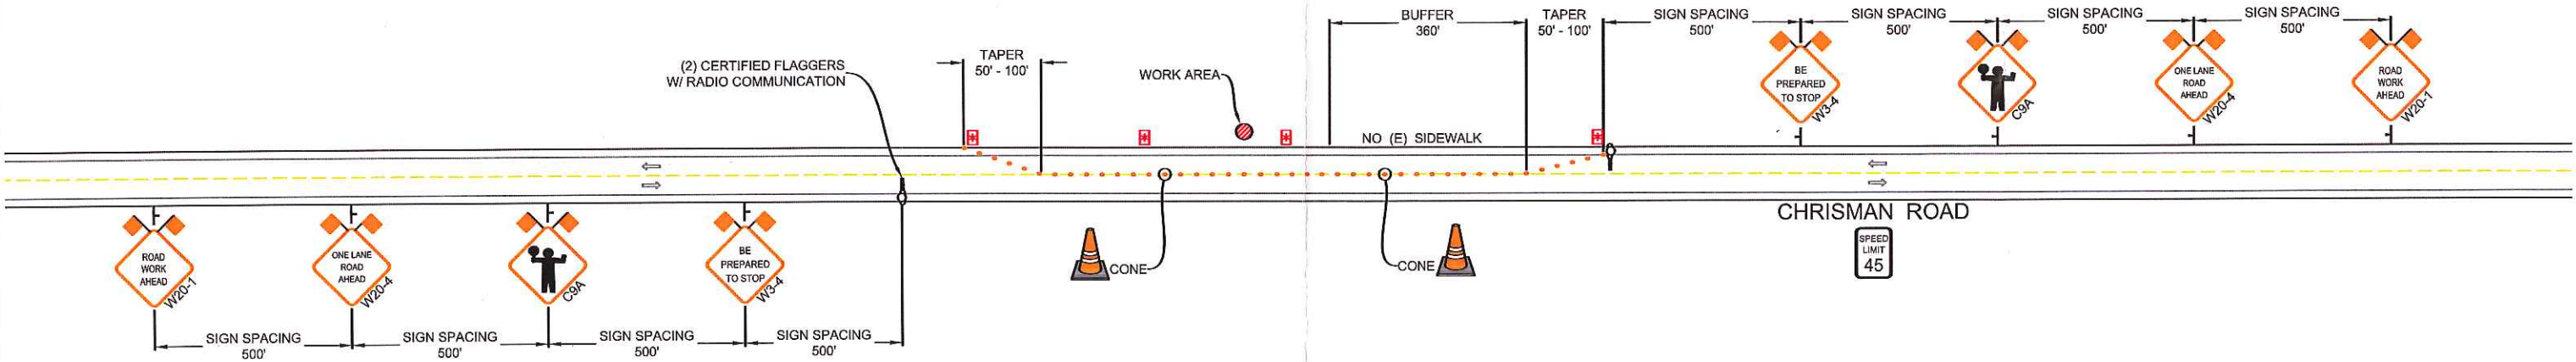 BUFFER
360'
TAPER
50' - 100'
SIGN SPACING
500'
SIGN SPACING
500'
SIGN SPACING
500'
SIGN SPACING
500'
TAPER
50' - 100'
(2) CERTIFIED FLAGGERS
W/ RADIO COMMUNICATION
WORK AREA
BE
PREPARED
TO STOP
W3-4
C9A
ONE LANE
ROAD
AHEAD
W20-4
ROAD
WORK
AHEAD
W20-1
NO (E) SIDEWALK
CHRISMAN ROAD
SPEED
LIMIT
45
ROAD
WORK
AHEAD
W20-1
ONE LANE
ROAD
AHEAD
W20-4
C9A
BE
PREPARED
TO STOP
W3-4
CONE
CONE
SIGN SPACING
500'
SIGN SPACING
500'
SIGN SPACING
500'
SIGN SPACING
500'